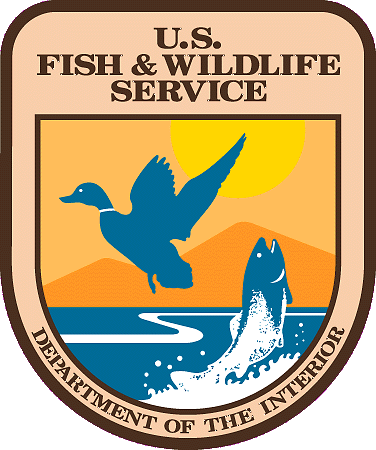 U.S.
FISH & WILDLIFE
SERVICE
DEPARTMENT OF THE INTERIOR